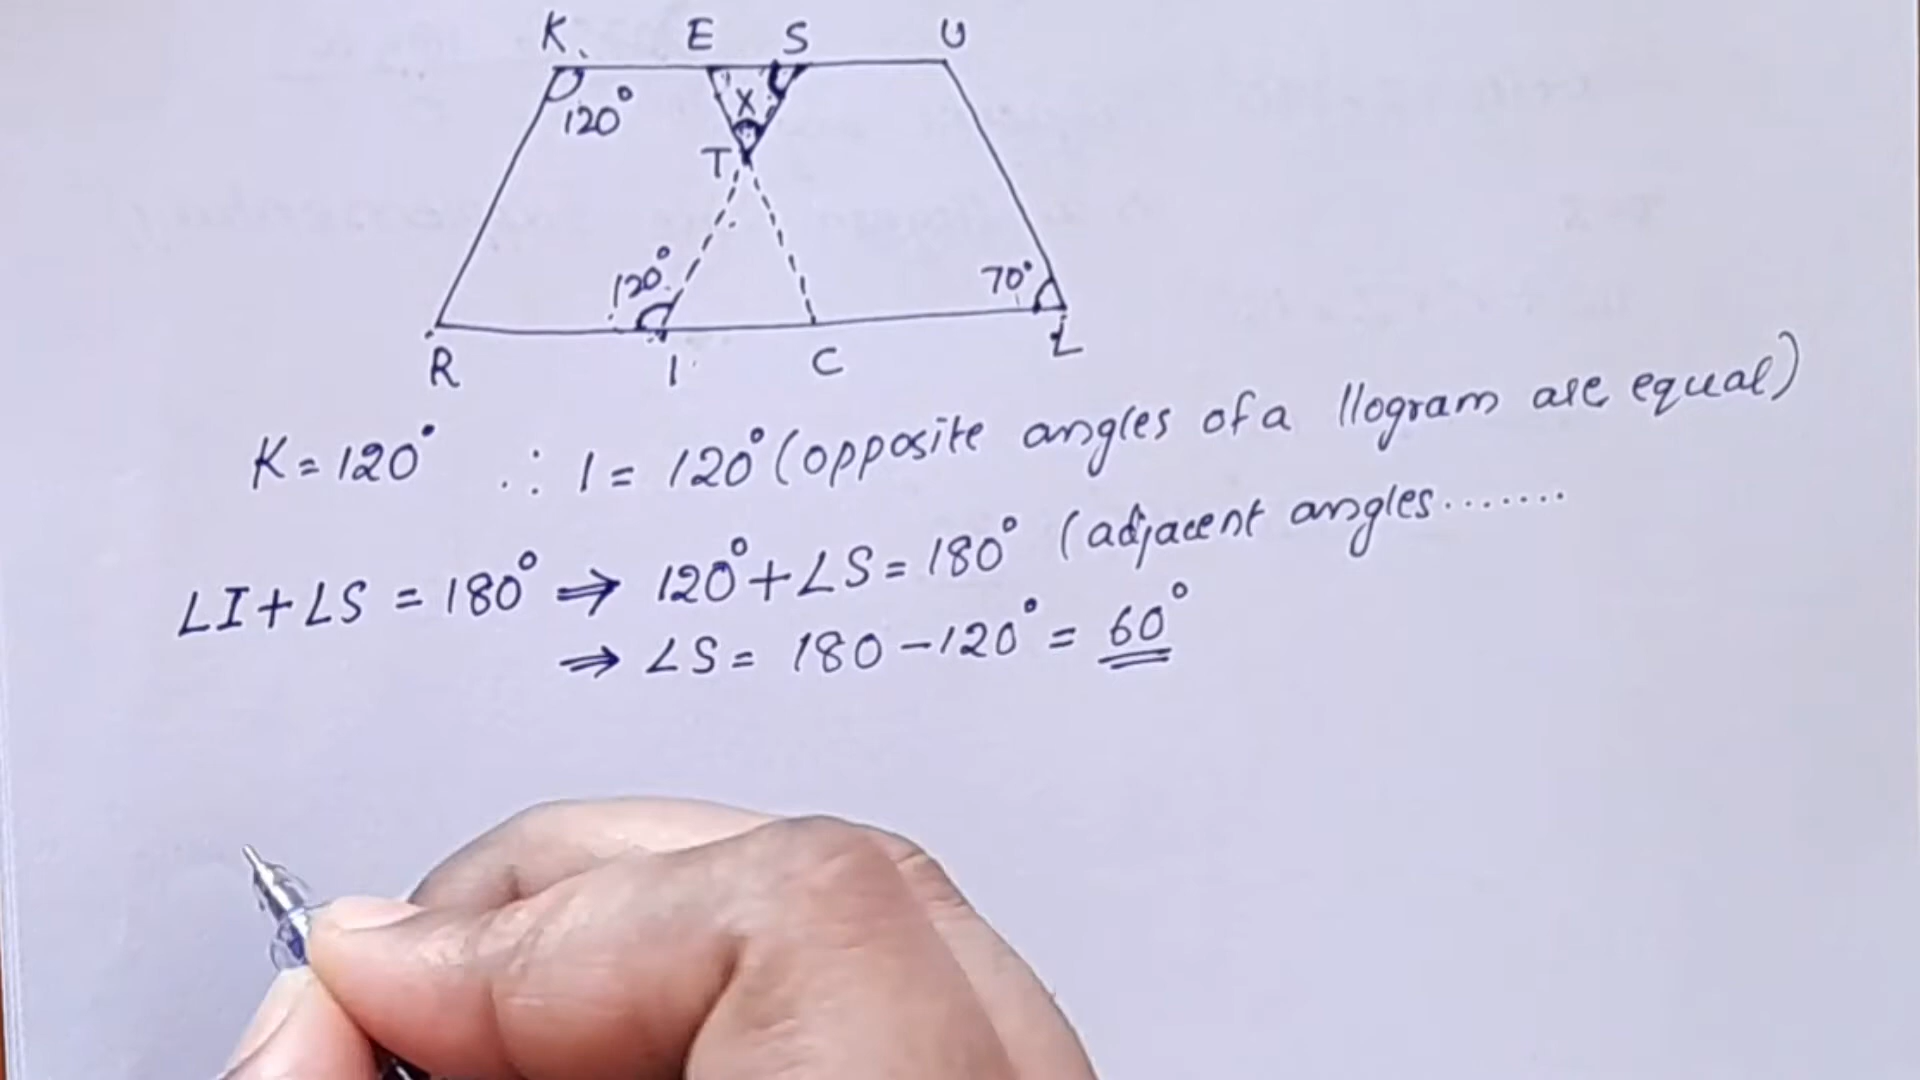 K E S U
120° X
T
120° 70°
R I C L
K = 120° ∴ I = 120° (opposite angles of a llogram are equal)
∠I + ∠S = 180° ⇒ 120° + ∠S = 180° (adjacent angles.......
⇒ ∠S = 180 - 120° = 60°